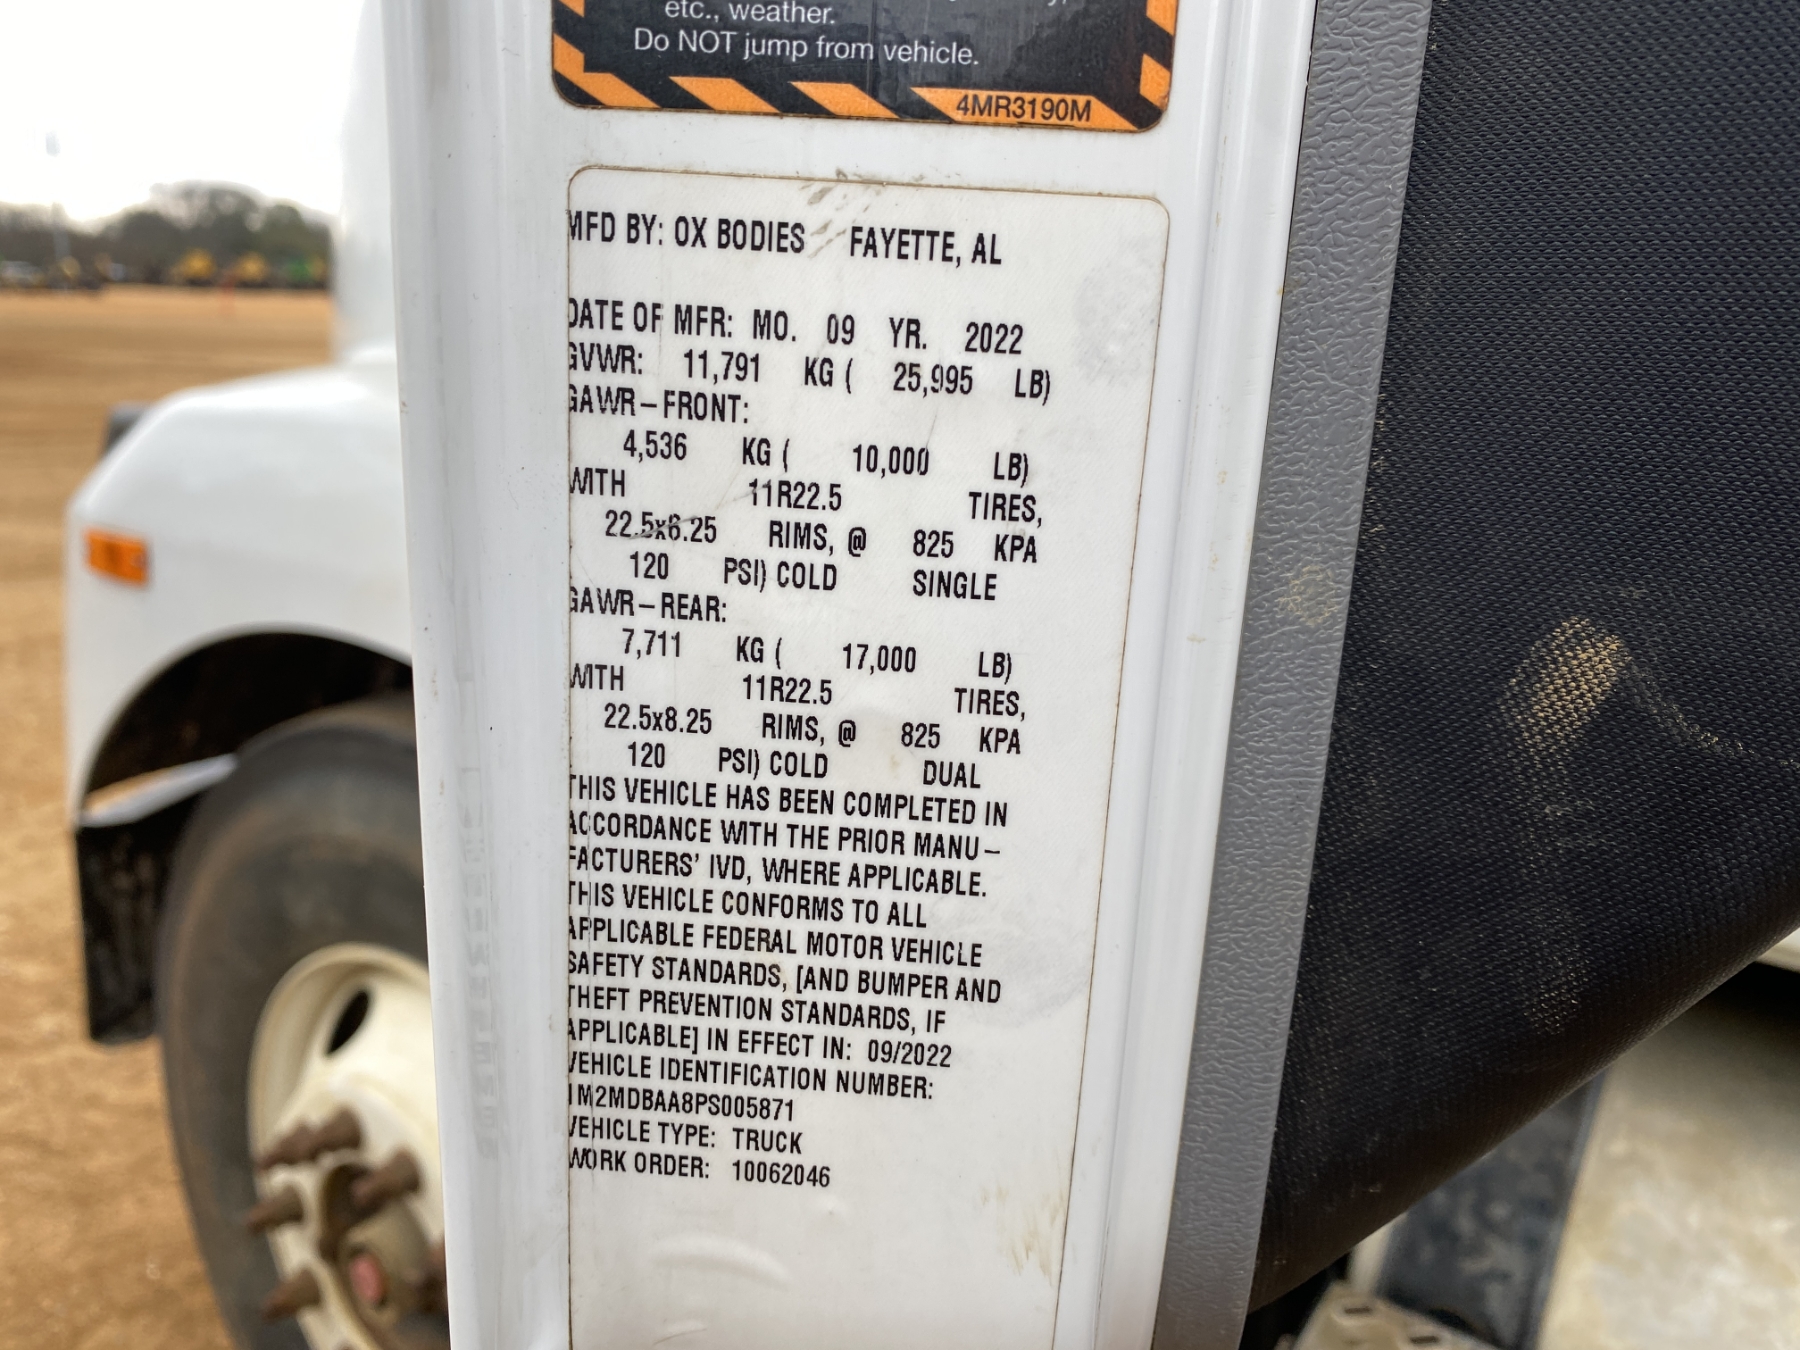 etc., weather.
Do NOT jump from vehicle.
4MR3190M
MFD BY: OX BODIES FAYETTE, AL
DATE OF MFR: MO. 09 YR. 2022
GVWR: 11,791 KG ( 25,995 LB)
GAWR-FRONT:
4,536 KG ( 10,000 LB)
WITH 11R22.5 TIRES,
22.5x6.25 RIMS, @ 825 KPA
120 PSI) COLD SINGLE
GAWR-REAR:
7,711 KG ( 17,000 LB)
WITH 11R22.5 TIRES,
22.5x8.25 RIMS, @ 825 KPA
120 PSI) COLD DUAL
THIS VEHICLE HAS BEEN COMPLETED IN
ACCORDANCE WITH THE PRIOR MANU-
FACTURERS' IVD, WHERE APPLICABLE.
THIS VEHICLE CONFORMS TO ALL
APPLICABLE FEDERAL MOTOR VEHICLE
SAFETY STANDARDS, [AND BUMPER AND
THEFT PREVENTION STANDARDS, IF
APPLICABLE] IN EFFECT IN: 09/2022
VEHICLE IDENTIFICATION NUMBER:
1M2MDBAA8PS005871
VEHICLE TYPE: TRUCK
WORK ORDER: 10062046